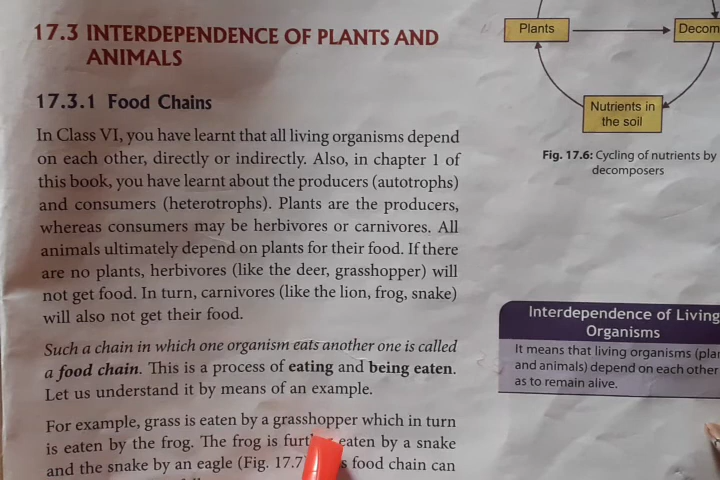 17.3 INTERDEPENDENCE OF PLANTS AND
ANIMALS
17.3.1 Food Chains
In Class VI, you have learnt that all living organisms depend
on each other, directly or indirectly. Also, in chapter 1 of
this book, you have learnt about the producers (autotrophs)
and consumers (heterotrophs). Plants are the producers,
whereas consumers may be herbivores or carnivores. All
animals ultimately depend on plants for their food. If there
are no plants, herbivores (like the deer, grasshopper) will
not get food. In turn, carnivores (like the lion, frog, snake)
will also not get their food.
Such a chain in which one organism eats another one is called
a food chain. This is a process of eating and being eaten.
Let us understand it by means of an example.
For example, grass is eaten by a grasshopper which in turn
is eaten by the frog. The frog is eaten by a snake
and the snake by an eagle (Fig. 17.7) food chain can
Plants
Decom
Nutrients in
the soil
Fig. 17.6: Cycling of nutrients by
decomposers
Interdependence of Living
Organisms
It means that living organisms (plan
and animals) depend on each other
as to remain alive.